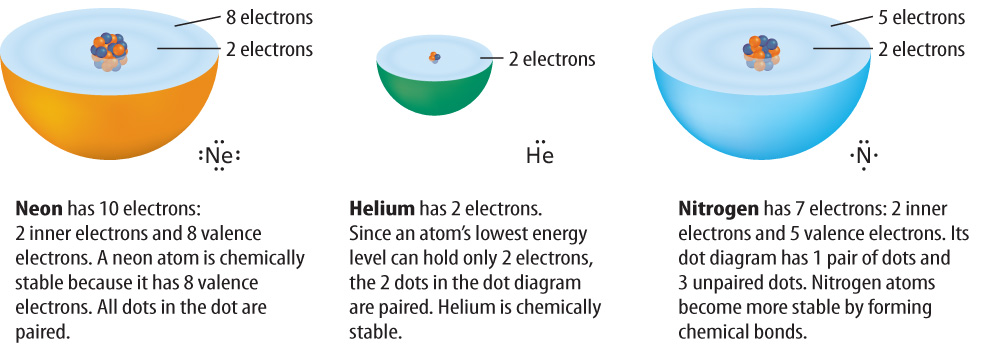 8 electrons
2 electrons
:N̈e:
Neon has 10 electrons:
2 inner electrons and 8 valence
electrons. A neon atom is chemically
stable because it has 8 valence
electrons. All dots in the dot are
paired.
2 electrons
Ḧe
Helium has 2 electrons.
Since an atom’s lowest energy
level can hold only 2 electrons,
the 2 dots in the dot diagram
are paired. Helium is chemically
stable.
5 electrons
2 electrons
·N̤̈·
Nitrogen has 7 electrons: 2 inner
electrons and 5 valence electrons. Its
dot diagram has 1 pair of dots and
3 unpaired dots. Nitrogen atoms
become more stable by forming
chemical bonds.